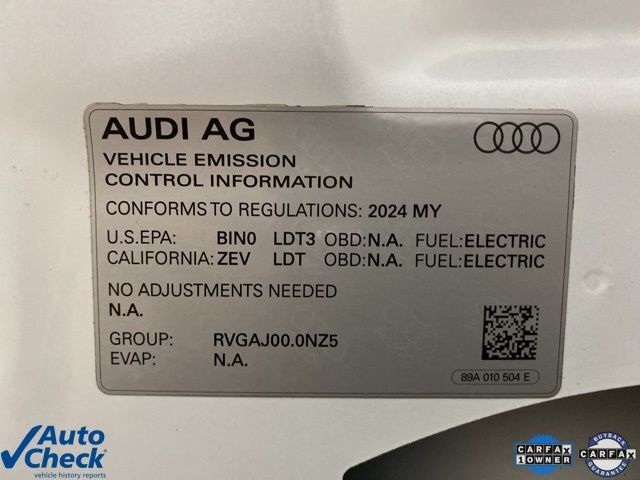 AUDI AG
VEHICLE EMISSION
CONTROL INFORMATION
CONFORMS TO REGULATIONS: 2024 MY
U.S.EPA: BIN0 LDT3 OBD:N.A. FUEL:ELECTRIC
CALIFORNIA:ZEV LDT OBD:N.A. FUEL:ELECTRIC
NO ADJUSTMENTS NEEDED
N.A.
GROUP: RVGAJ00.0NZ5
EVAP: N.A.
89A 010 504 E
Auto
Check
vehicle history reports
CARFAX
1 OWNER
BUYBACK
CARFAX
GUARANTEE